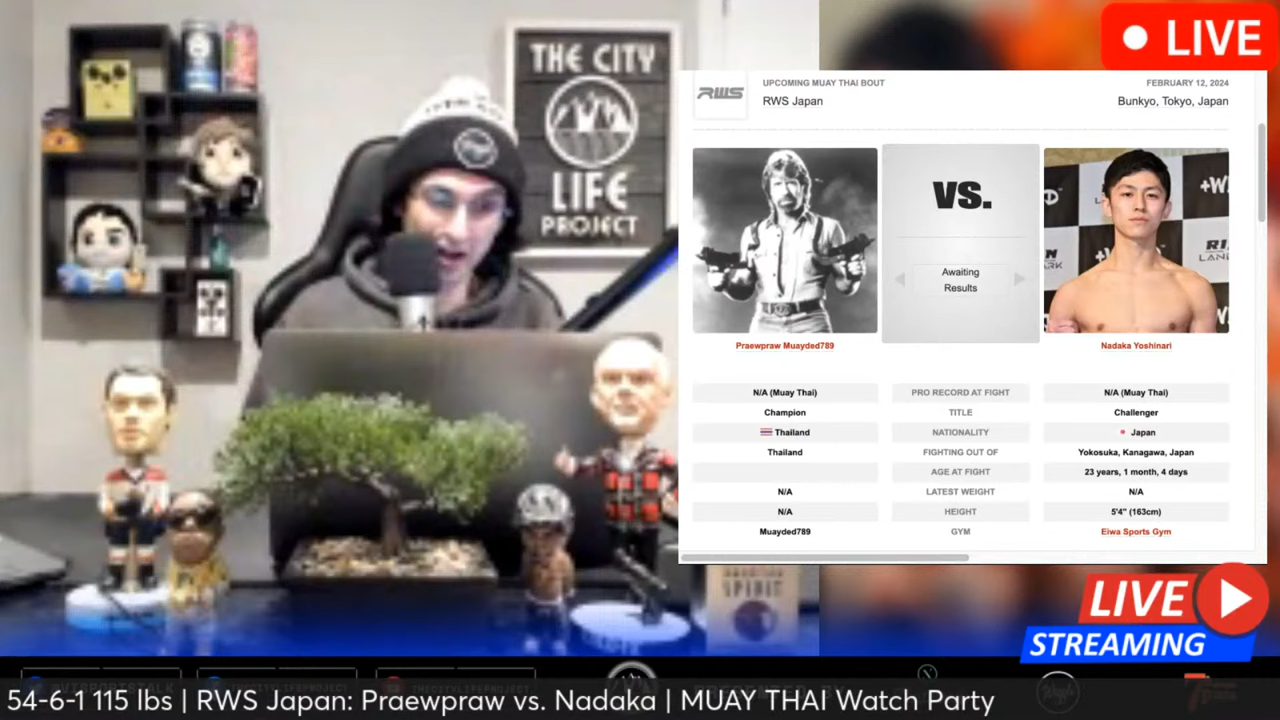 LIVE
THE CITY
LIFE
PROJECT
RWS
UPCOMING MUAY THAI BOUT
FEBRUARY 12, 2024
RWS Japan
Bunkyo, Tokyo, Japan
VS.
Awaiting
Results
Praewpraw Muayded789
Nadaka Yoshinari
N/A (Muay Thai) PRO RECORD AT FIGHT N/A (Muay Thai)
Champion TITLE Challenger
Thailand NATIONALITY Japan
Thailand FIGHTING OUT OF Yokosuka, Kanagawa, Japan
AGE AT FIGHT 23 years, 1 month, 4 days
N/A LATEST WEIGHT N/A
N/A HEIGHT 5'4" (163cm)
Muayded789 GYM Eiwa Sports Gym
SPIRIT
LIVE
STREAMING
54-6-1 115 lbs | RWS Japan: Praewpraw vs. Nadaka | MUAY THAI Watch Party